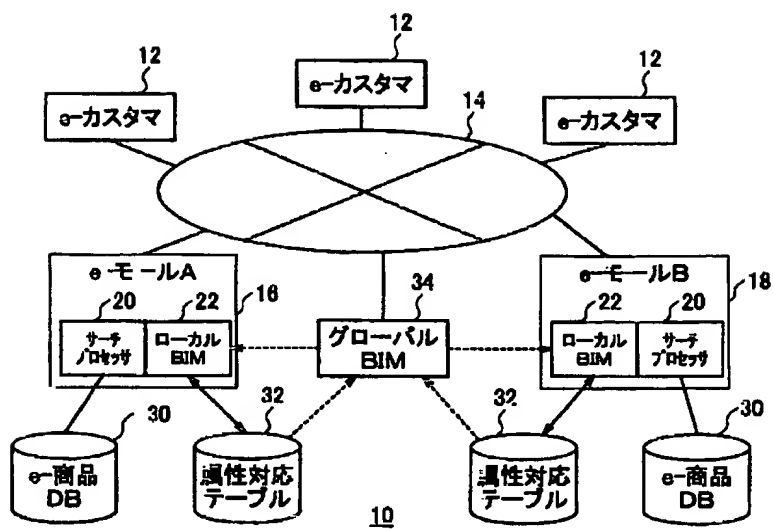 12
12
12
e-カスタマ
e-カスタマ
e-カスタマ
14
e-モールA
16
20
22
サーチ
プロセッサ
ローカル
BIM
34
グローバル
BIM
e-モールB
18
22
20
ローカル
BIM
サーチ
プロセッサ
30
e-商品
DB
32
属性対応
テーブル
32
属性対応
テーブル
30
e-商品
DB
10